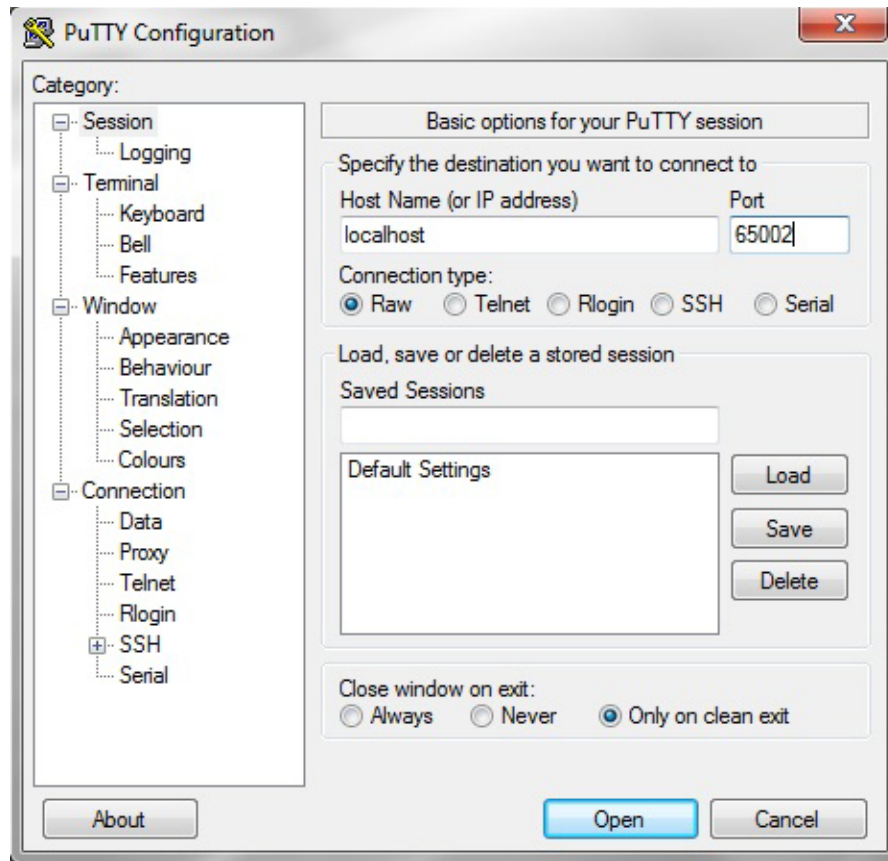 PuTTY Configuration
Category:
Session
Logging
Terminal
Keyboard
Bell
Features
Window
Appearance
Behaviour
Translation
Selection
Colours
Connection
Data
Proxy
Telnet
Rlogin
SSH
Serial
Basic options for your PuTTY session
Specify the destination you want to connect to
Host Name (or IP address) Port
localhost 65002
Connection type:
Raw Telnet Rlogin SSH Serial
Load, save or delete a stored session
Saved Sessions
Default Settings
Load
Save
Delete
Close window on exit:
Always Never Only on clean exit
About Open Cancel